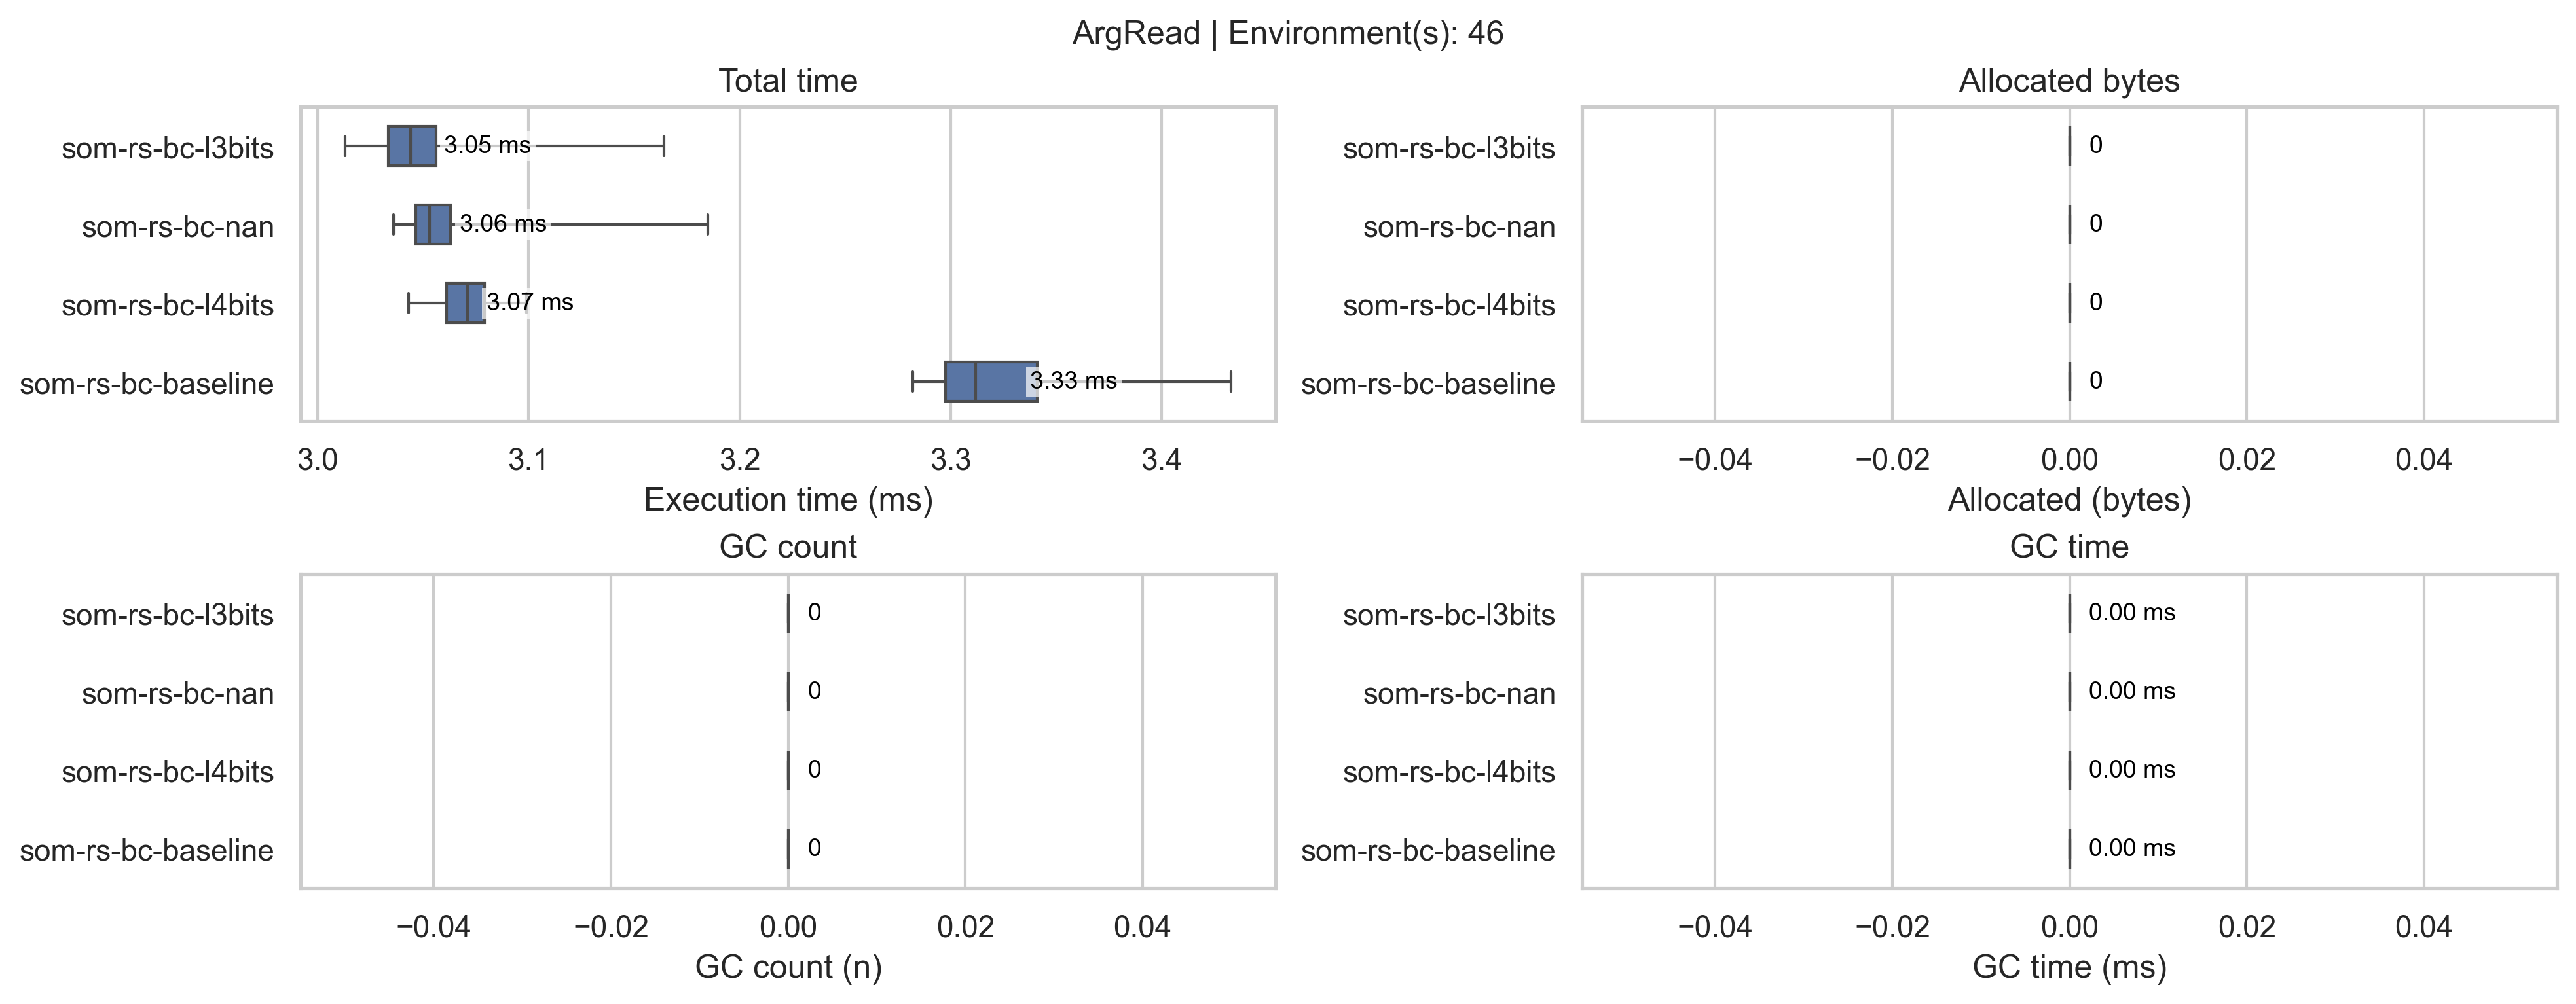 ArgRead | Environment(s): 46
Total time
som-rs-bc-l3bits
3.05 ms
som-rs-bc-nan
3.06 ms
som-rs-bc-l4bits
3.07 ms
som-rs-bc-baseline
3.33 ms
3.0 3.1 3.2 3.3 3.4
Execution time (ms)
Allocated bytes
som-rs-bc-l3bits
0
som-rs-bc-nan
0
som-rs-bc-l4bits
0
som-rs-bc-baseline
0
−0.04 −0.02 0.00 0.02 0.04
Allocated (bytes)
GC count
som-rs-bc-l3bits
0
som-rs-bc-nan
0
som-rs-bc-l4bits
0
som-rs-bc-baseline
0
−0.04 −0.02 0.00 0.02 0.04
GC count (n)
GC time
som-rs-bc-l3bits
0.00 ms
som-rs-bc-nan
0.00 ms
som-rs-bc-l4bits
0.00 ms
som-rs-bc-baseline
0.00 ms
−0.04 −0.02 0.00 0.02 0.04
GC time (ms)